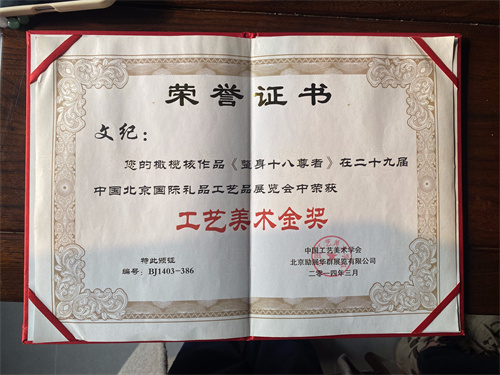 荣誉证书
文纪：
您的橄榄核作品《整身十八尊者》在二十九届
中国北京国际礼品工艺品展览会中荣获
工艺美术金奖
特此颁证
编号：BJ1403-386
中国工艺美术学会
北京励展华群展览有限公司
二零一四年三月